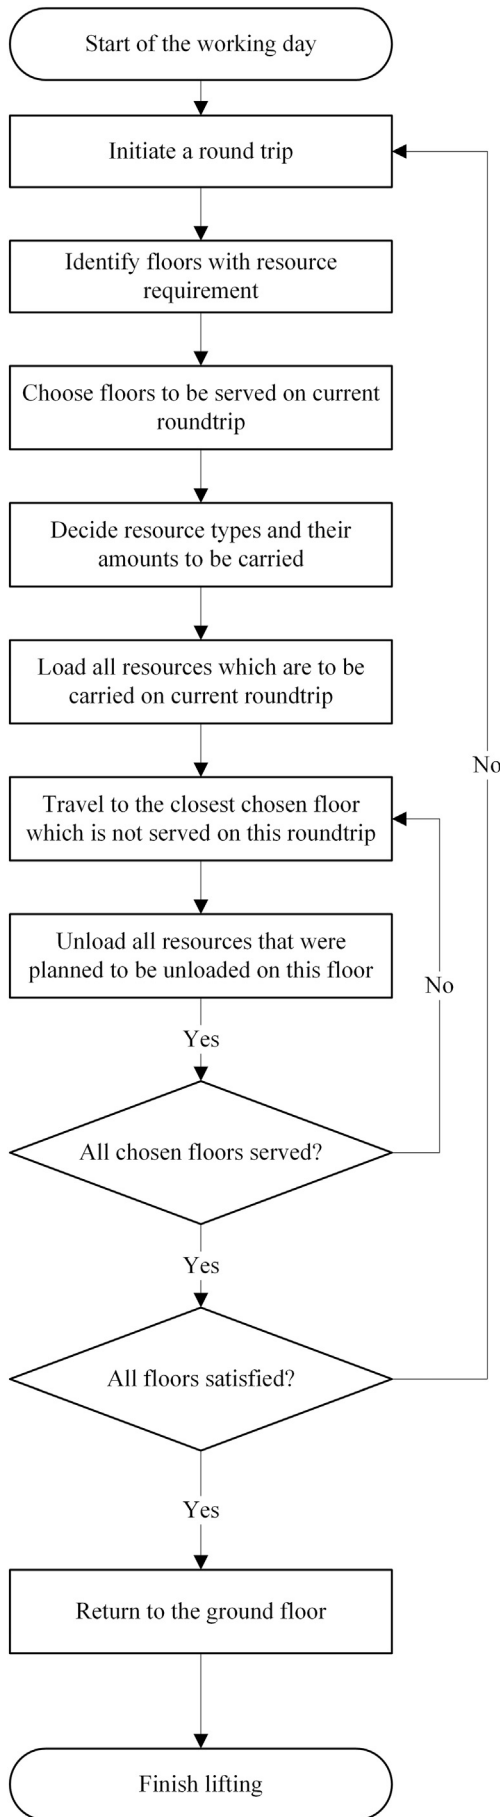 Start of the working day
Initiate a round trip
Identify floors with resource
requirement
Choose floors to be served on current
roundtrip
Decide resource types and their
amounts to be carried
Load all resources which are to be
carried on current roundtrip
No
Travel to the closest chosen floor
which is not served on this roundtrip
Unload all resources that were
planned to be unloaded on this floor
No
Yes
All chosen floors served?
Yes
All floors satisfied?
Yes
Return to the ground floor
Finish lifting